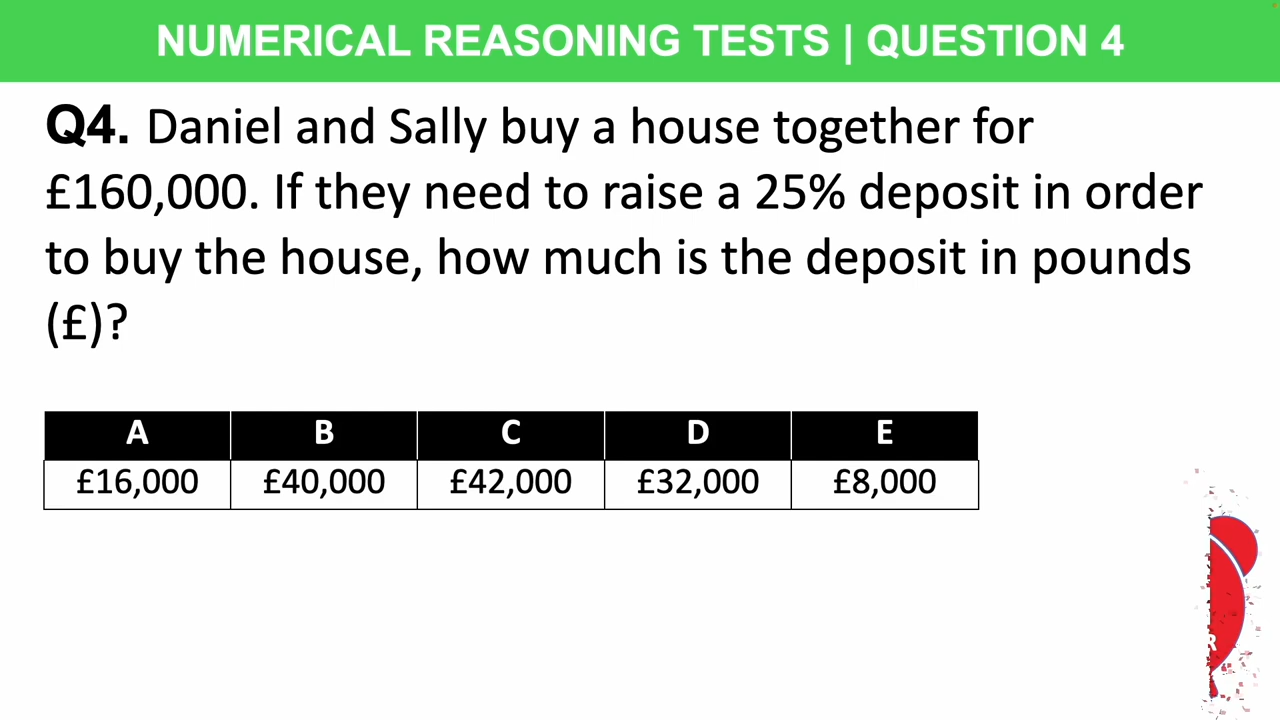 NUMERICAL REASONING TESTS | QUESTION 4
Q4. Daniel and Sally buy a house together for
£160,000. If they need to raise a 25% deposit in order
to buy the house, how much is the deposit in pounds
(£)?
A B C D E
£16,000 £40,000 £42,000 £32,000 £8,000
R